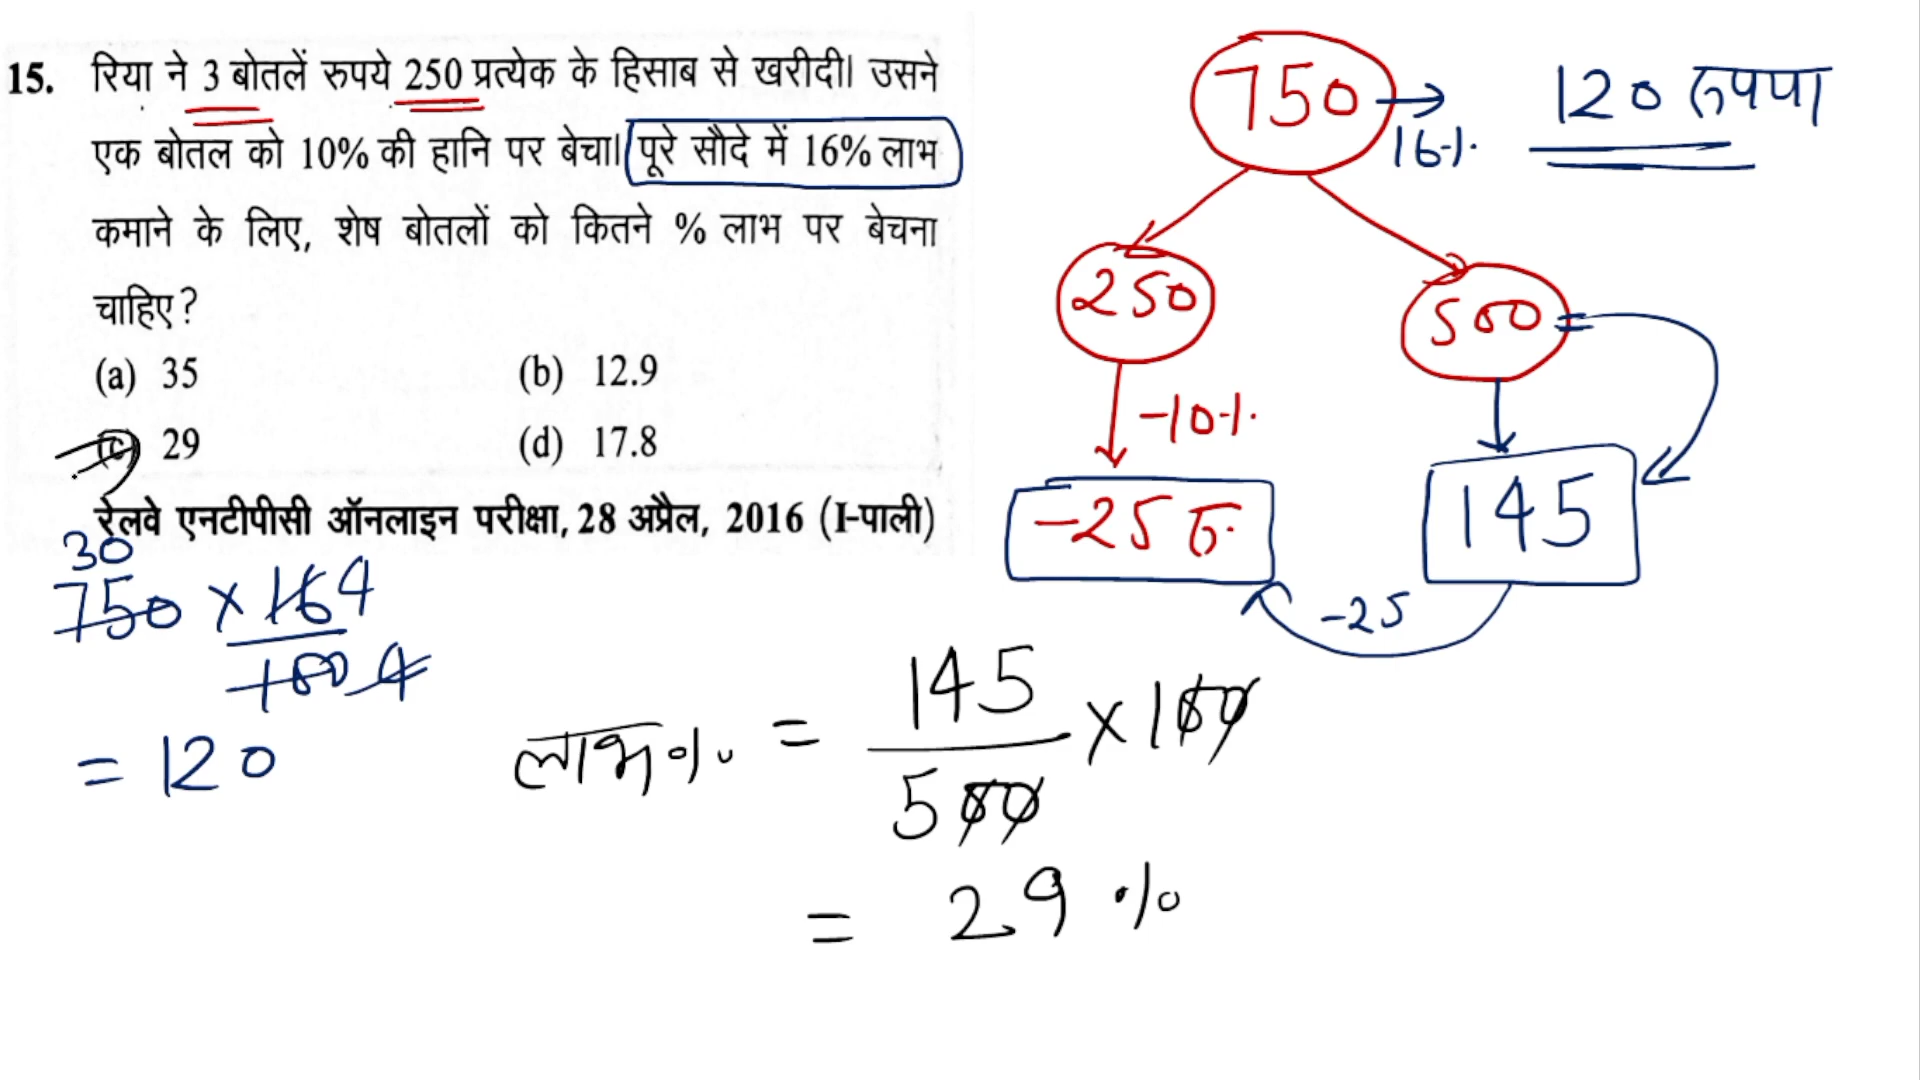 15. रिया ने 3 बोतलें रुपये 250 प्रत्येक के हिसाब से खरीदी। उसने
एक बोतल को 10% की हानि पर बेचा। पूरे सौदे में 16% लाभ
कमाने के लिए, शेष बोतलों को कितने % लाभ पर बेचना
चाहिए?
(a) 35 (b) 12.9
(c) 29 (d) 17.8
रेलवे एनटीपीसी ऑनलाइन परीक्षा, 28 अप्रैल, 2016 (I-पाली)
30
750 × 16 4
100 4
= 120
750 → 120 रुपया
16%
250 500
-10%
-25 रु. 145
-25
लाभ% = 145 × 100
500
= 29 %